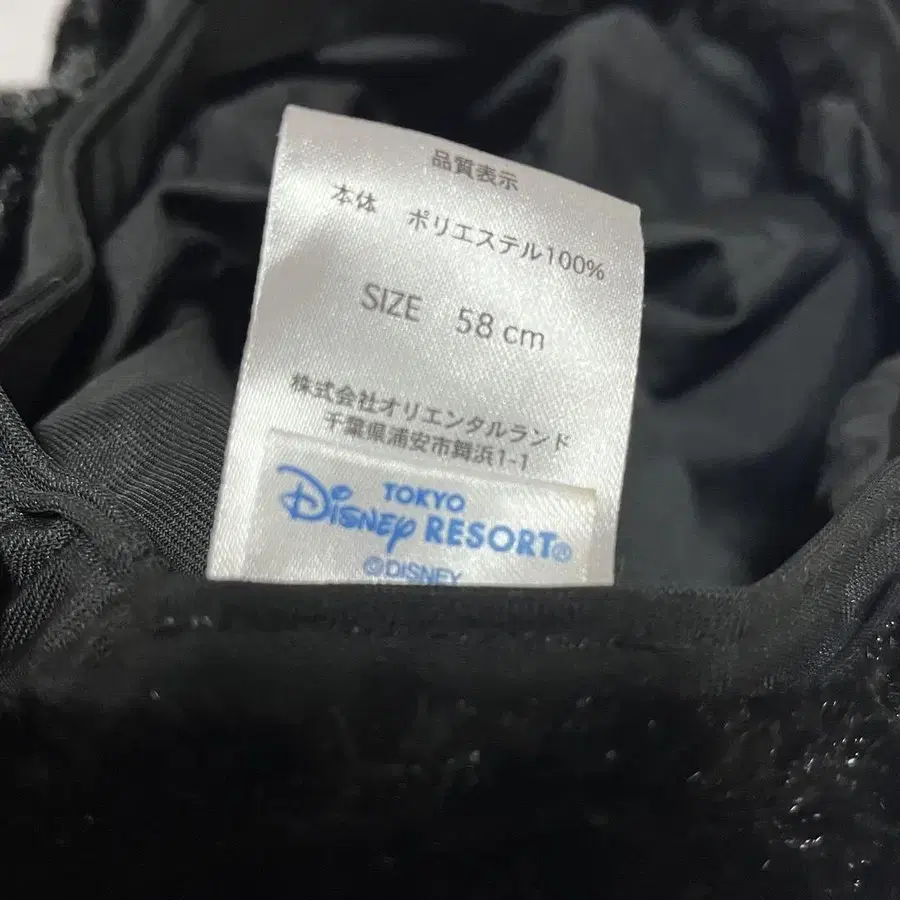 品質表示
本体 ポリエステル100%
SIZE 58 cm
株式会社オリエンタルランド
千葉県浦安市舞浜1-1
TOKYO
Disney RESORT®
©DISNEY